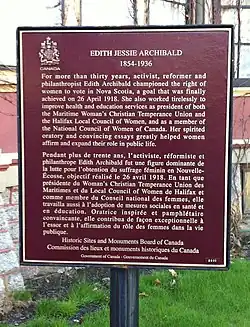 CANADA
EDITH JESSIE ARCHIBALD
1854-1936
For more than thirty years, activist, reformer and
philanthropist Edith Archibald championed the right of
women to vote in Nova Scotia, a goal that was finally
achieved on 26 April 1918. She also worked tirelessly to
improve health and education services as president of both
the Maritime Woman's Christian Temperance Union and
the Halifax Local Council of Women, and as a member of
the National Council of Women of Canada. Her spirited
oratory and convincing essays greatly helped women
affirm and expand their role in public life.
Pendant plus de trente ans, l'activiste, réformiste et
philanthrope Edith Archibald fut une figure dominante de
la lutte pour l'obtention du suffrage féminin en Nouvelle-
Écosse, objectif réalisé le 26 avril 1918. En tant que
présidente du Woman's Christian Temperance Union des
Maritimes et du Local Council of Women de Halifax et
comme membre du Conseil national des femmes, elle
travailla aussi à l'adoption de mesures sociales en santé et
en éducation. Oratrice inspirée et pamphlétaire
convaincante, elle contribua de façon exceptionnelle à
l'essor et à l'affirmation du rôle des femmes dans la vie
publique.
Historic Sites and Monuments Board of Canada
Commission des lieux et monuments historiques du Canada
Government of Canada - Gouvernement du Canada